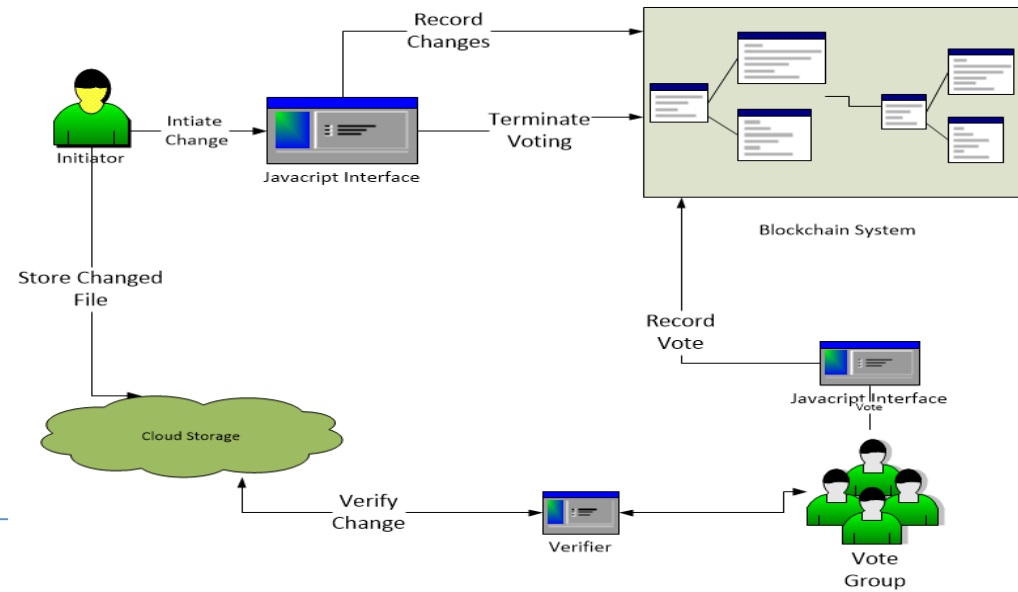 Record
Changes
Intiate
Change
Initiator
Javacript Interface
Terminate
Voting
Blockchain System
Store Changed
File
Record
Vote
Javacript Interface
Vote
Cloud Storage
Verify
Change
Verifier
Vote
Group